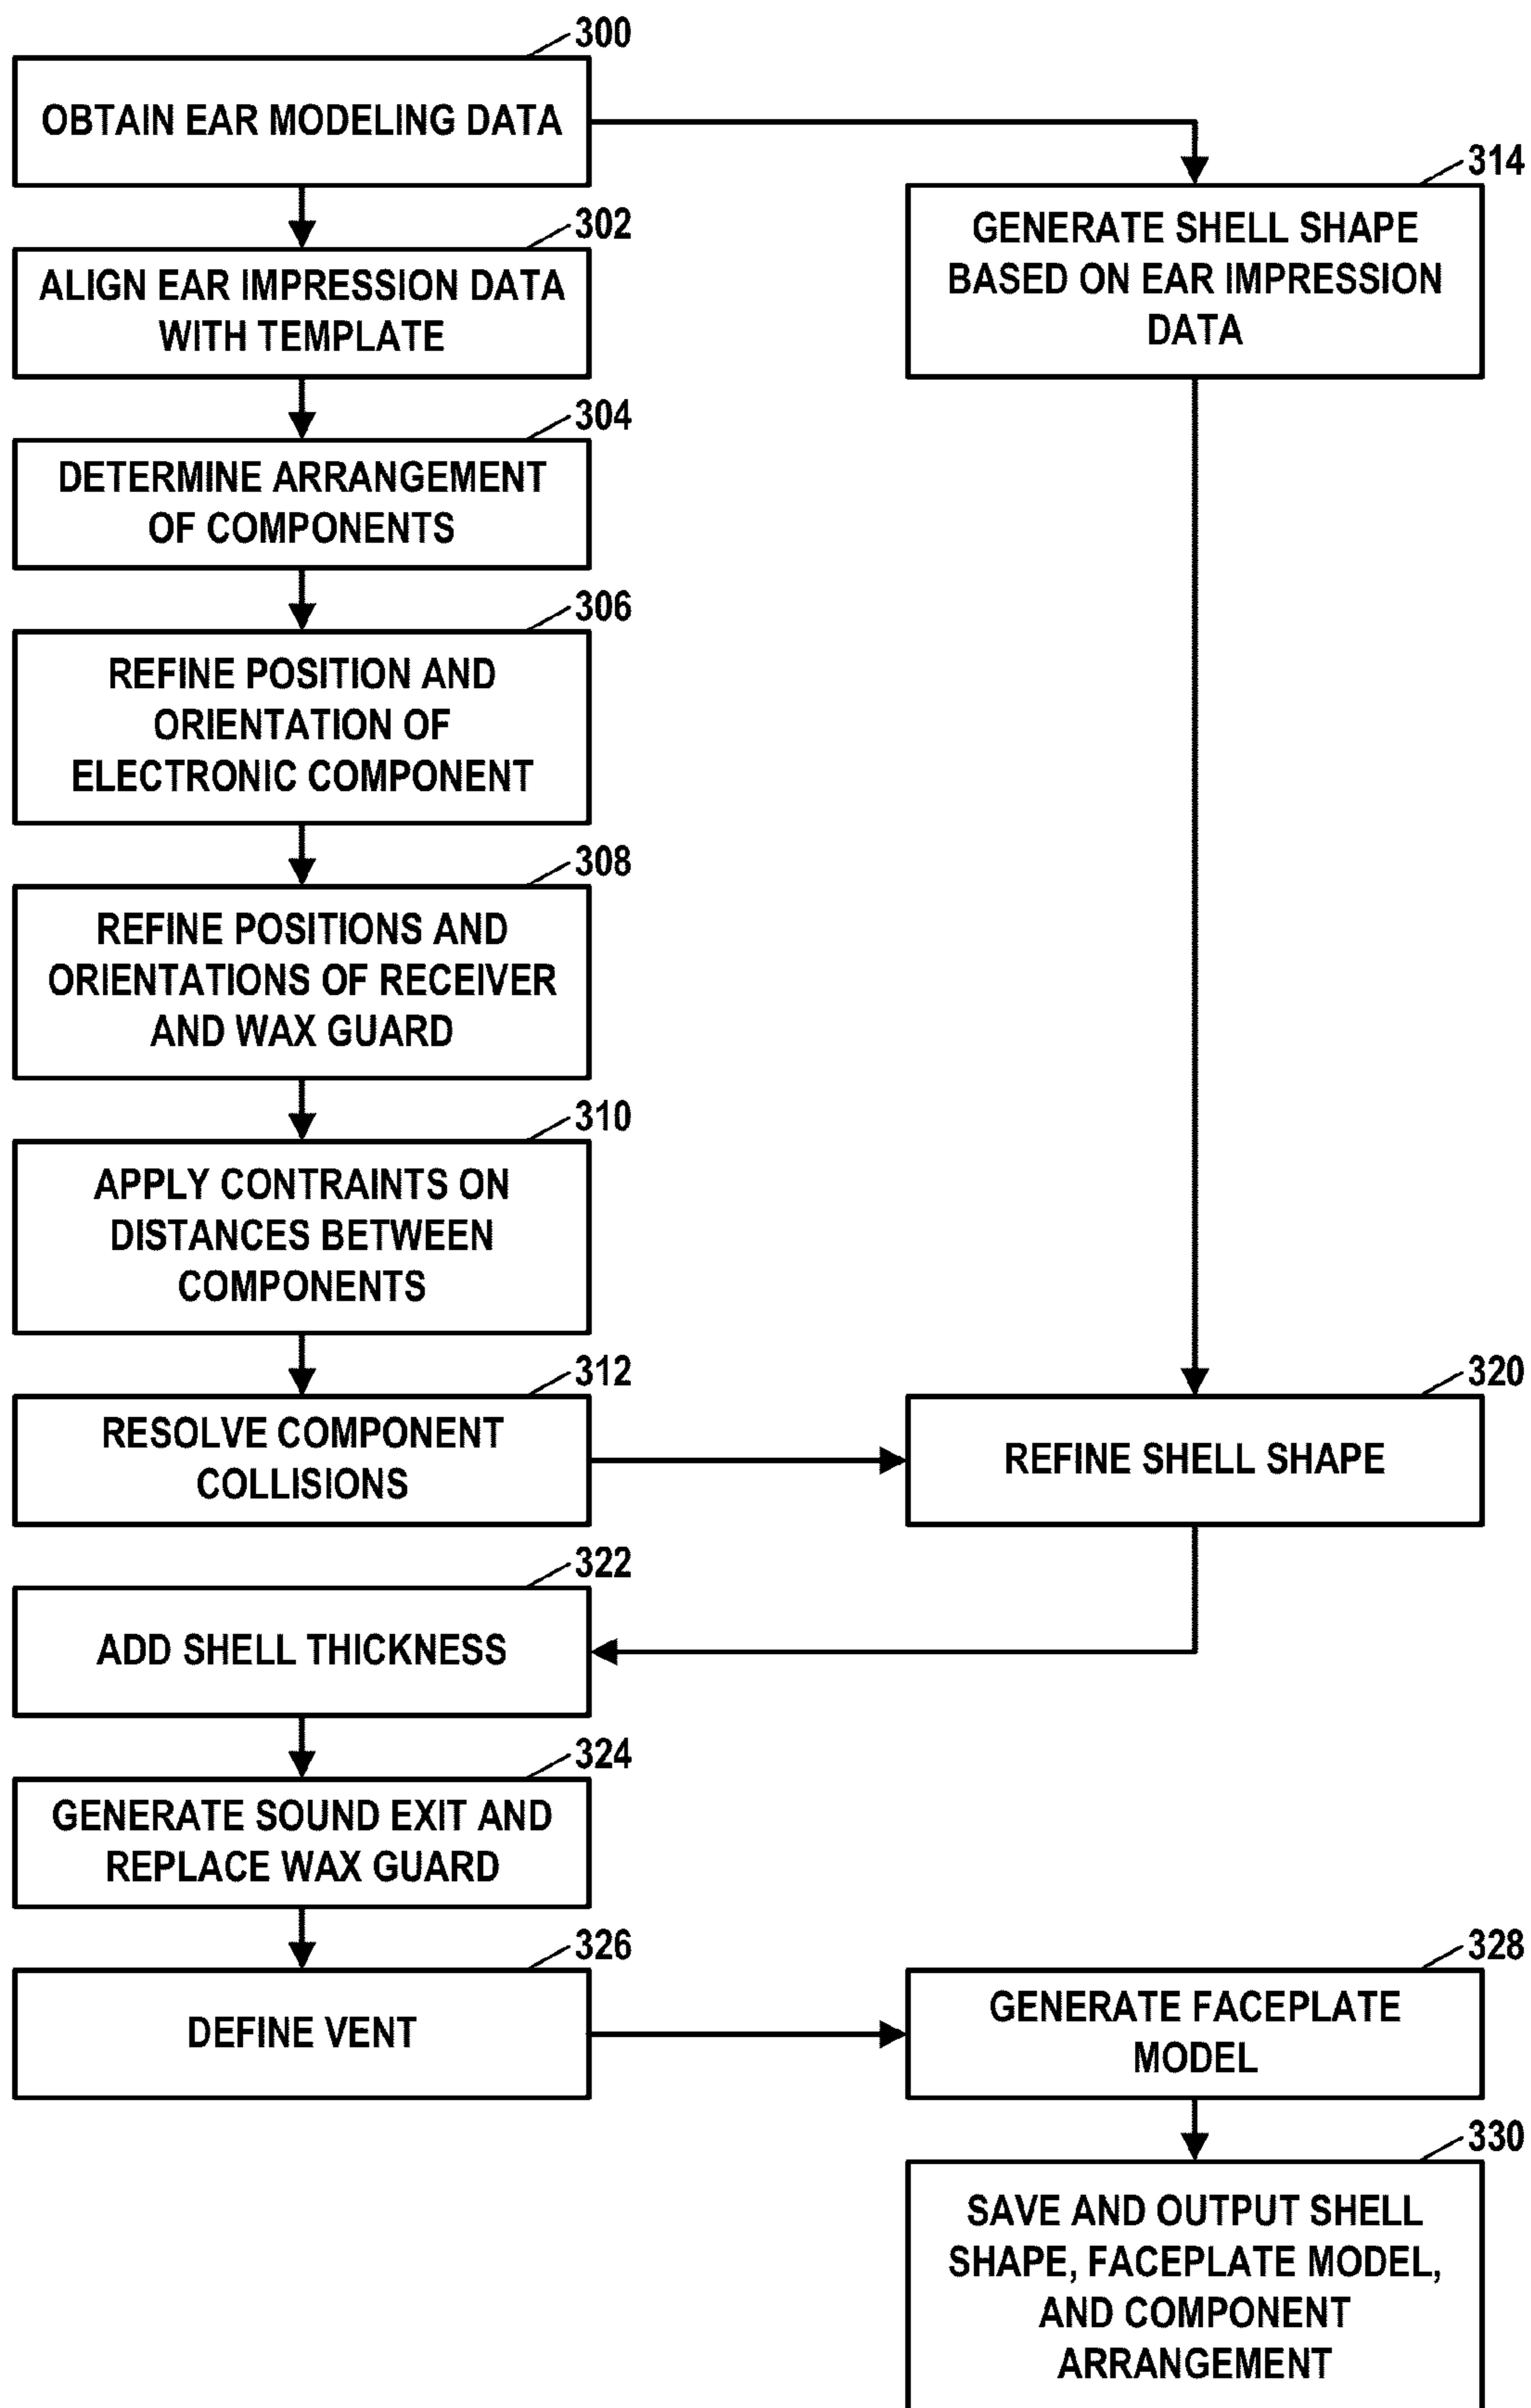 300
OBTAIN EAR MODELING DATA
302
ALIGN EAR IMPRESSION DATA
WITH TEMPLATE
304
DETERMINE ARRANGEMENT
OF COMPONENTS
306
REFINE POSITION AND
ORIENTATION OF
ELECTRONIC COMPONENT
308
REFINE POSITIONS AND
ORIENTATIONS OF RECEIVER
AND WAX GUARD
310
APPLY CONTRAINTS ON
DISTANCES BETWEEN
COMPONENTS
312
RESOLVE COMPONENT
COLLISIONS
314
GENERATE SHELL SHAPE
BASED ON EAR IMPRESSION
DATA
320
REFINE SHELL SHAPE
322
ADD SHELL THICKNESS
324
GENERATE SOUND EXIT AND
REPLACE WAX GUARD
326
DEFINE VENT
328
GENERATE FACEPLATE
MODEL
330
SAVE AND OUTPUT SHELL
SHAPE, FACEPLATE MODEL,
AND COMPONENT
ARRANGEMENT